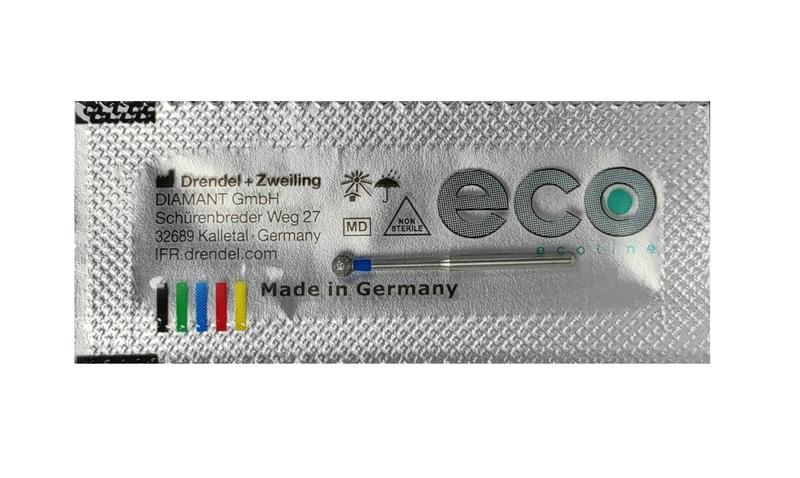 Drendel + Zweiling
DIAMANT GmbH
Schürenbreder Weg 27
32689 Kalletal · Germany
IFR.drendel.com
MD
NON
STERILE
eco
ecoline
Made in Germany